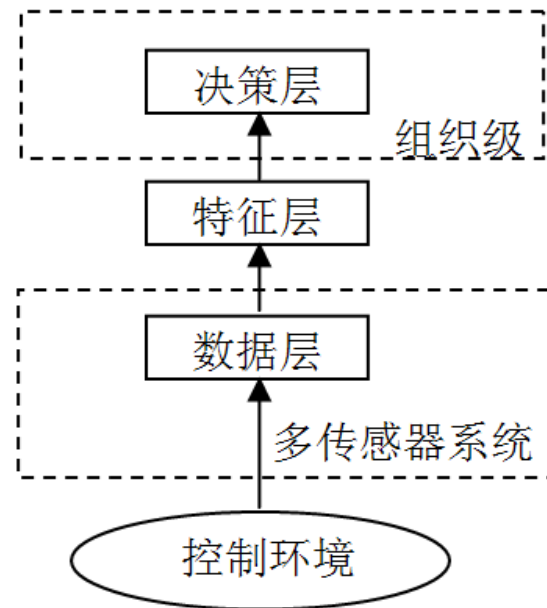 决策层
组织级
特征层
数据层
多传感器系统
控制环境